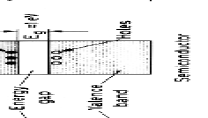 Energy
gap
Valence
band
Holes
Semiconductor